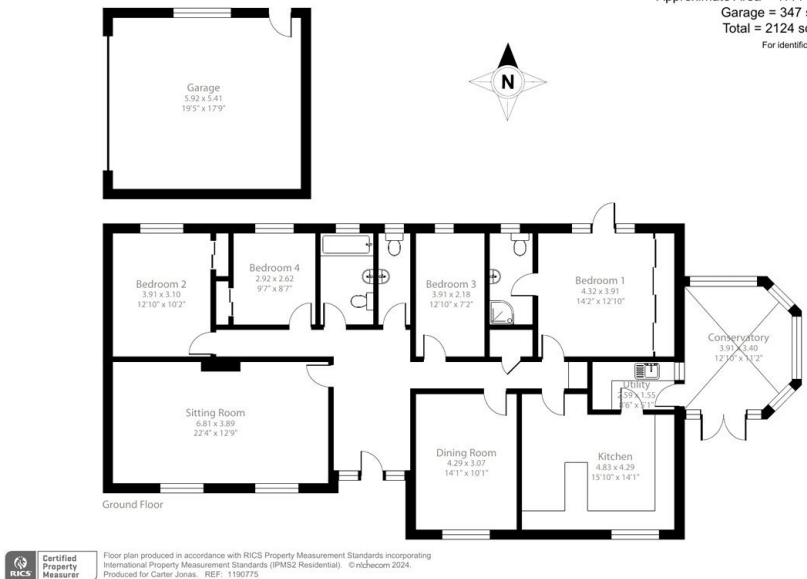 Garage = 347
Total = 2124
For
Garage
5.92 x 5.41
19'5" x 17'9"
N
Bedroom 2
3.91 x 3.10
12'10" x 10'2"
Bedroom 4
2.92 x 2.62
9'7" x 8'7"
Bedroom 3
3.91 x 2.18
12'10" x 7'2"
Bedroom 1
4.32 x 3.91
14'2" x 12'10"
Conservatory
3.91 x 3.40
12'10" x 11'2"
Utility
2.59 x 1.55
8'6" x 5'1"
Sitting Room
6.81 x 3.89
22'4" x 12'9"
Dining Room
4.29 x 3.07
14'1" x 10'1"
Kitchen
4.83 x 4.29
15'10" x 14'1"
Ground Floor
RICS
Certified
Property
Measurer
Floor plan produced in accordance with RICS Property Measurement Standards incorporating
International Property Measurement Standards (IPMS2 Residential). © 2024.
Produced for Carter Jonas. REF: 1190775